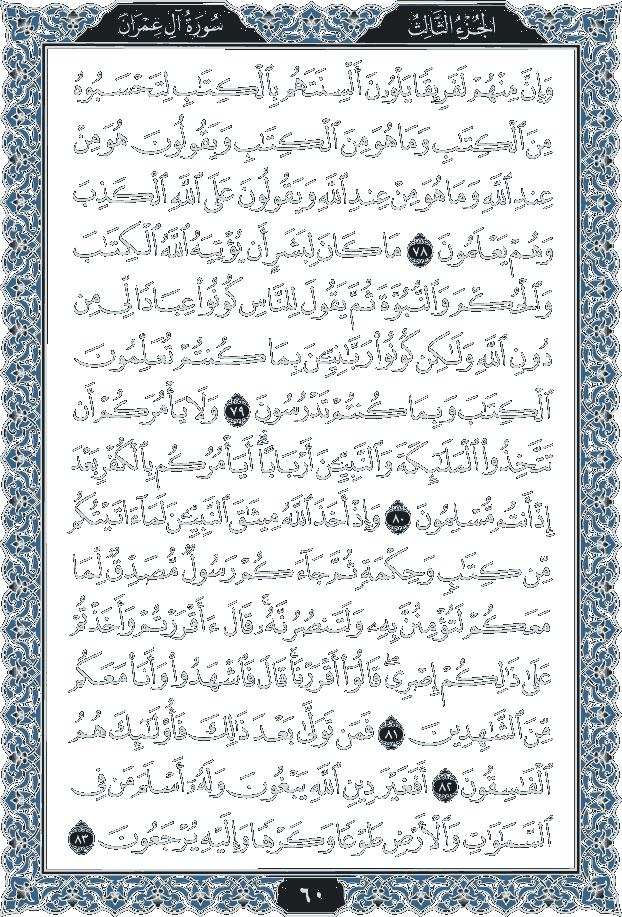 الجزء الثالث
سورة آل عمران
وَإِنَّ مِنْهُمْ لَفَرِيقًا يَلْوُۥنَ أَلْسِنَتَهُم بِٱلْكِتَٰبِ لِتَحْسَبُوهُ
مِنَ ٱلْكِتَٰبِ وَمَا هُوَ مِنَ ٱلْكِتَٰبِ وَيَقُولُونَ هُوَ مِنْ
عِندِ ٱللَّهِ وَمَا هُوَ مِنْ عِندِ ٱللَّهِ وَيَقُولُونَ عَلَى ٱللَّهِ ٱلْكَذِبَ
وَهُمْ يَعْلَمُونَ ٧٨ مَا كَانَ لِبَشَرٍ أَن يُؤْتِيَهُ ٱللَّهُ ٱلْكِتَٰبَ
وَٱلْحُكْمَ وَٱلنُّبُوَّةَ ثُمَّ يَقُولَ لِلنَّاسِ كُونُوا۟ عِبَادًا لِّى مِن
دُونِ ٱللَّهِ وَلَٰكِن كُونُوا۟ رَبَّٰنِيِّۦنَ بِمَا كُنتُمْ تُعَلِّمُونَ
ٱلْكِتَٰبَ وَبِمَا كُنتُمْ تَدْرُسُونَ ٧٩ وَلَا يَأْمُرَكُمْ أَن
تَتَّخِذُوا۟ ٱلْمَلَٰٓئِكَةَ وَٱلنَّبِيِّۦنَ أَرْبَابًا ۗ أَيَأْمُرُكُم بِٱلْكُفْرِ بَعْدَ
إِذْ أَنتُم مُّسْلِمُونَ ٨٠ وَإِذْ أَخَذَ ٱللَّهُ مِيثَٰقَ ٱلنَّبِيِّۦنَ لَمَآ ءَاتَيْتُكُم
مِّن كِتَٰبٍ وَحِكْمَةٍ ثُمَّ جَآءَكُمْ رَسُولٌ مُّصَدِّقٌ لِّمَا
مَعَكُمْ لَتُؤْمِنُنَّ بِهِۦ وَلَتَنصُرُنَّهُۥ ۚ قَالَ ءَأَقْرَرْتُمْ وَأَخَذْتُمْ
عَلَىٰ ذَٰلِكُمْ إِصْرِى ۖ قَالُوٓا۟ أَقْرَرْنَا ۚ قَالَ فَٱشْهَدُوا۟ وَأَنَا۠ مَعَكُم
مِّنَ ٱلشَّٰهِدِينَ ٨١ فَمَن تَوَلَّىٰ بَعْدَ ذَٰلِكَ فَأُو۟لَٰٓئِكَ هُمُ
ٱلْفَٰسِقُونَ ٨٢ أَفَغَيْرَ دِينِ ٱللَّهِ يَبْغُونَ وَلَهُۥٓ أَسْلَمَ مَن فِى
ٱلسَّمَٰوَٰتِ وَٱلْأَرْضِ طَوْعًا وَكَرْهًا وَإِلَيْهِ يُرْجَعُونَ ٨٣
٦٠